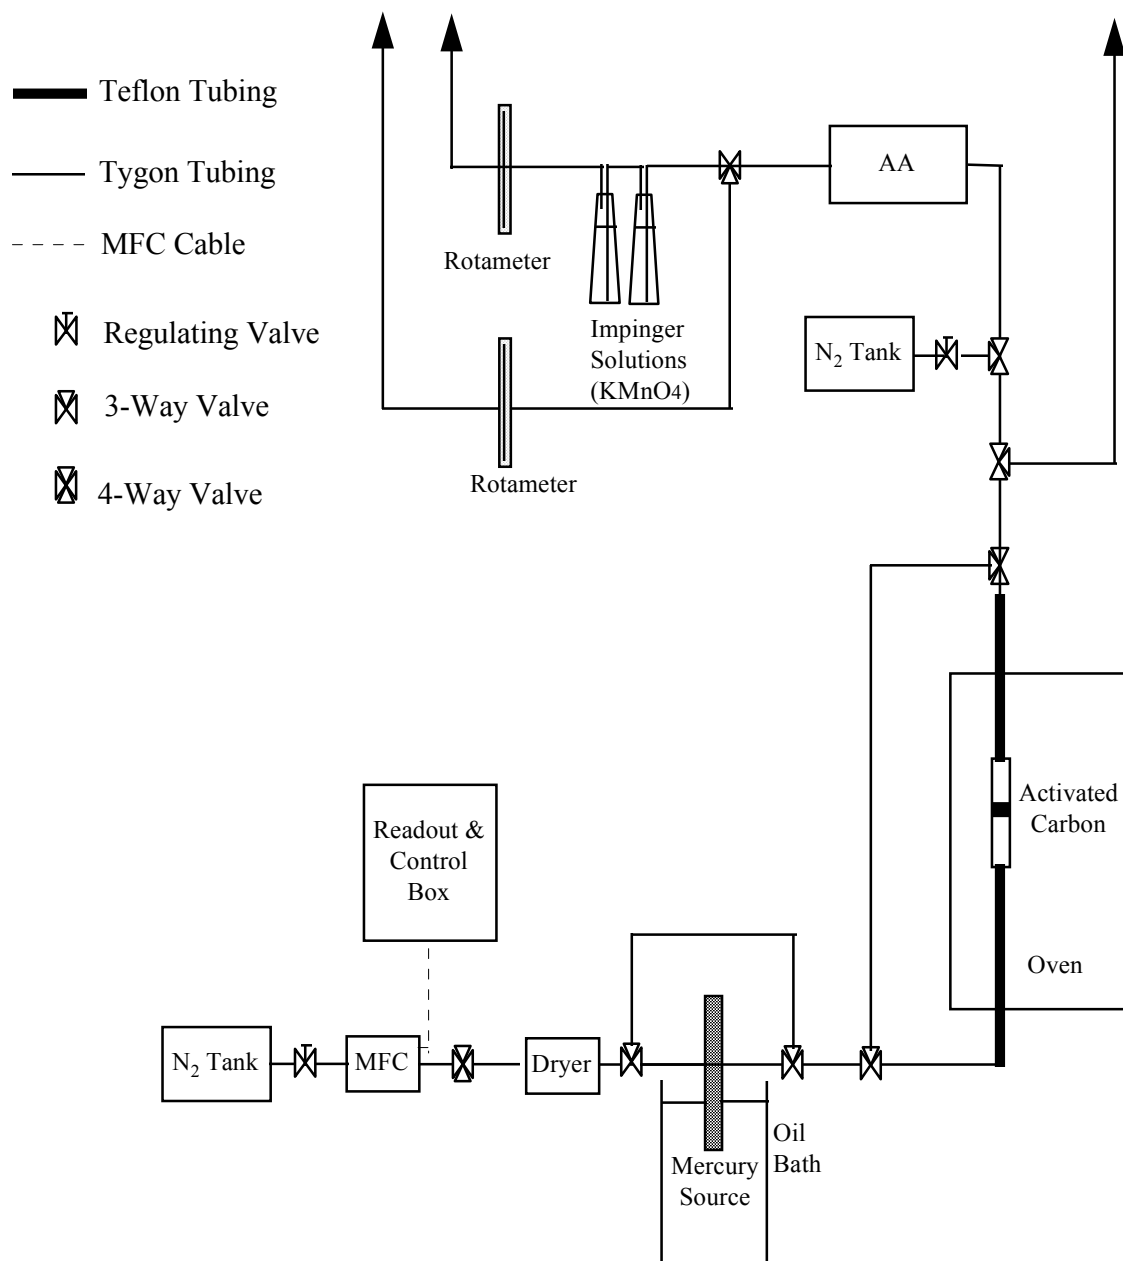 Teflon Tubing
Tygon Tubing
MFC Cable
Regulating Valve
3-Way Valve
4-Way Valve
AA
Rotameter
Impinger
Solutions
(KMnO4)
N2 Tank
Rotameter
Activated
Carbon
Readout &
Control
Box
Oven
N2 Tank
MFC
Dryer
Oil
Bath
Mercury
Source